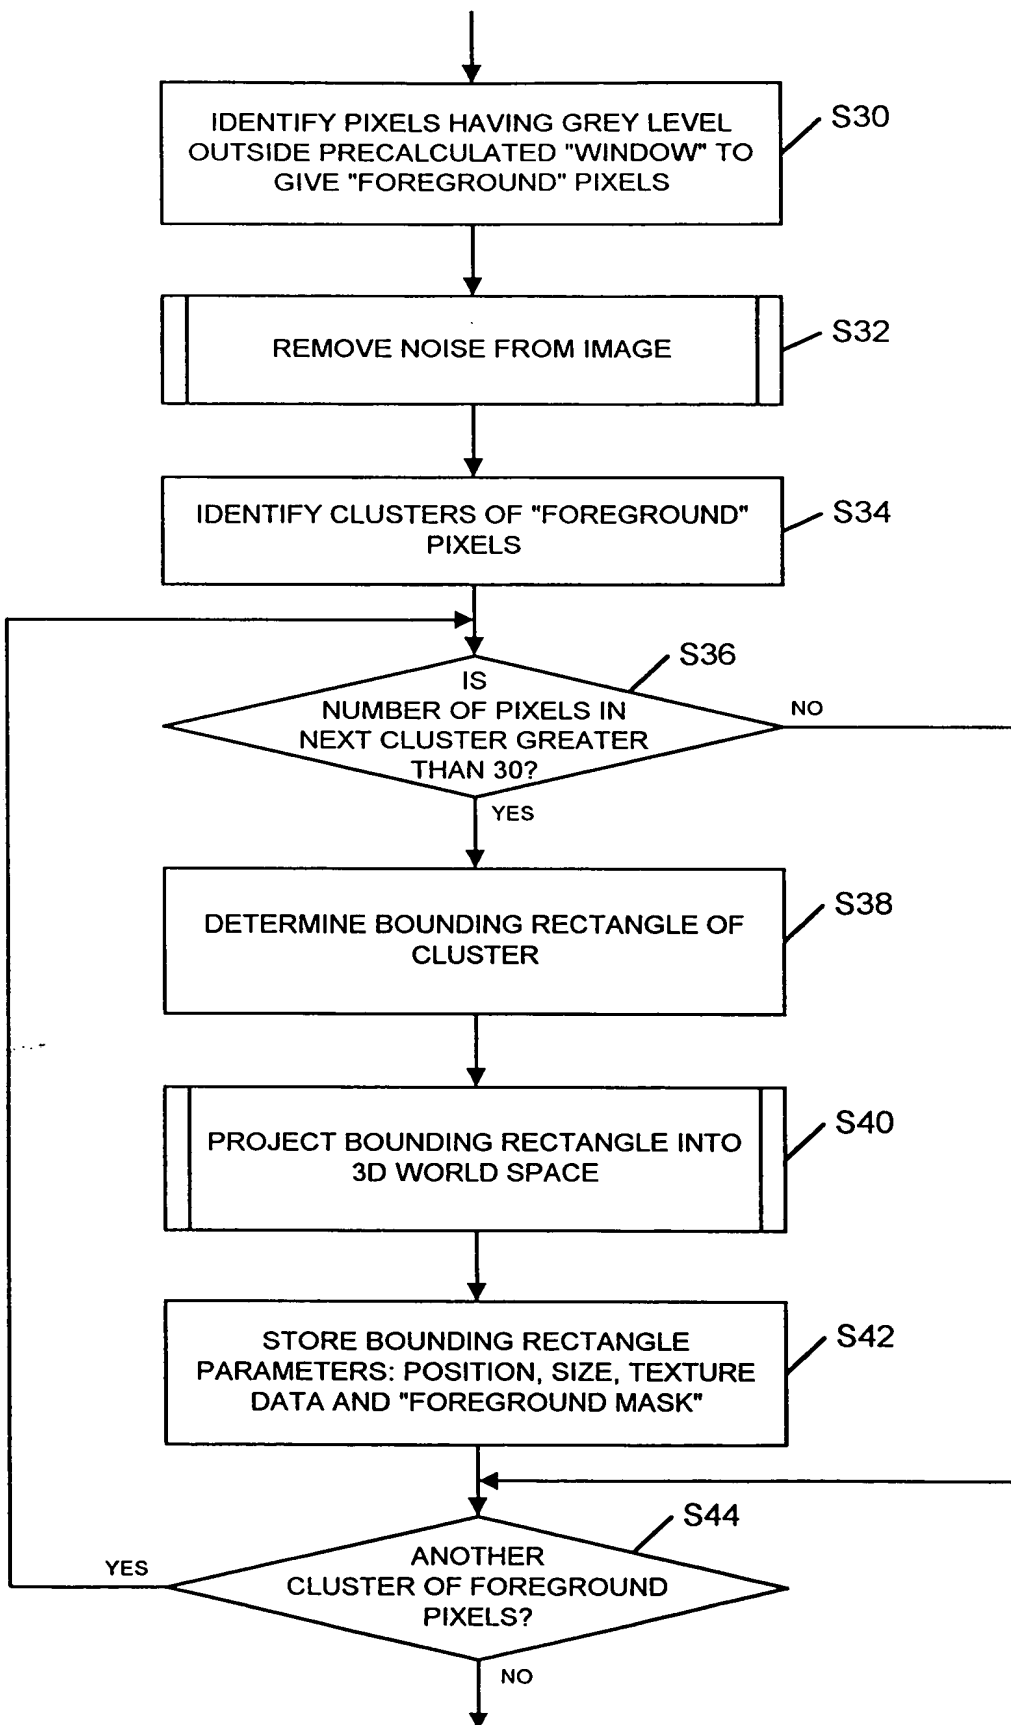 IDENTIFY PIXELS HAVING GREY LEVEL
OUTSIDE PRECALCULATED "WINDOW" TO
GIVE "FOREGROUND" PIXELS
S30
REMOVE NOISE FROM IMAGE
S32
IDENTIFY CLUSTERS OF "FOREGROUND"
PIXELS
S34
S36
IS
NUMBER OF PIXELS IN
NEXT CLUSTER GREATER
THAN 30?
NO
YES
DETERMINE BOUNDING RECTANGLE OF
CLUSTER
S38
PROJECT BOUNDING RECTANGLE INTO
3D WORLD SPACE
S40
STORE BOUNDING RECTANGLE
PARAMETERS: POSITION, SIZE, TEXTURE
DATA AND "FOREGROUND MASK"
S42
S44
ANOTHER
CLUSTER OF FOREGROUND
PIXELS?
YES
NO